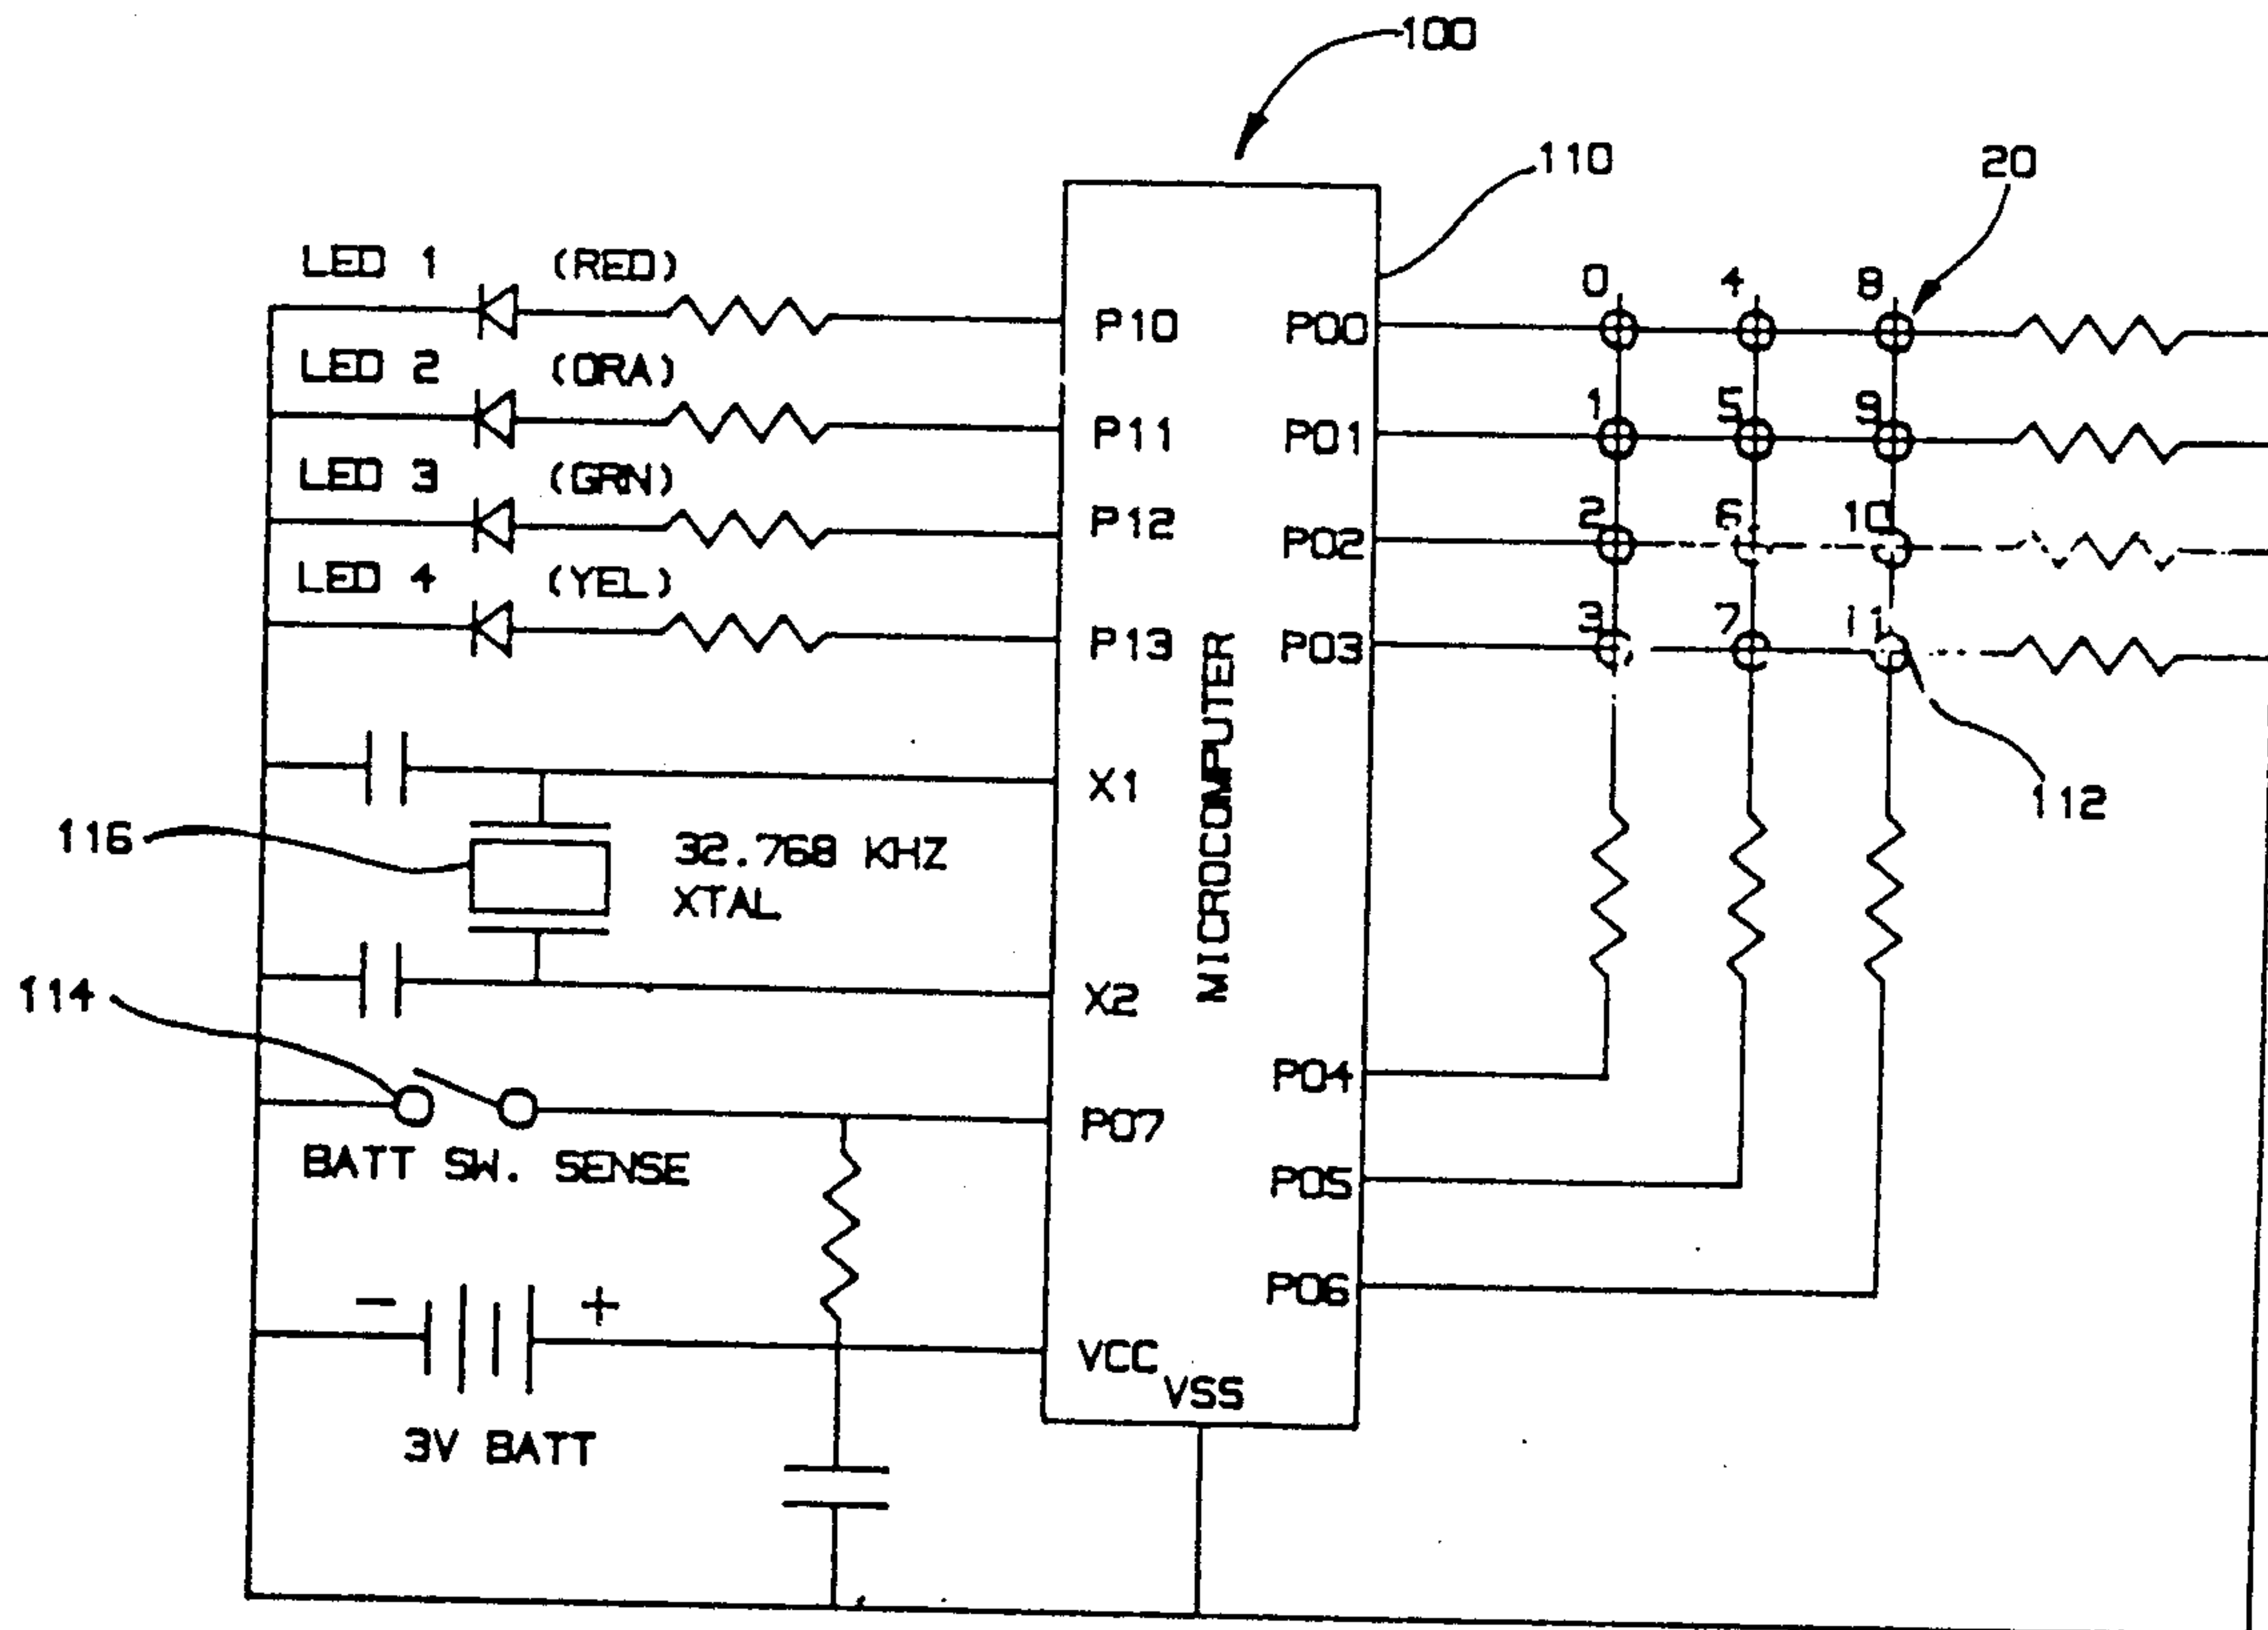 100
110
20
LED 1 (RED)
LED 2 (ORA)
LED 3 (GRN)
LED 4 (YEL)
P10
P11
P12
P13
X1
X2
P07
VCC
VSS
MICROCOMPUTER
P00
P01
P02
P03
P04
P05
P06
0 4 8
1 5 9
2 6 10
3 7 11
112
116
32.768 KHZ
XTAL
114
BATT SW. SENSE
- +
3V BATT